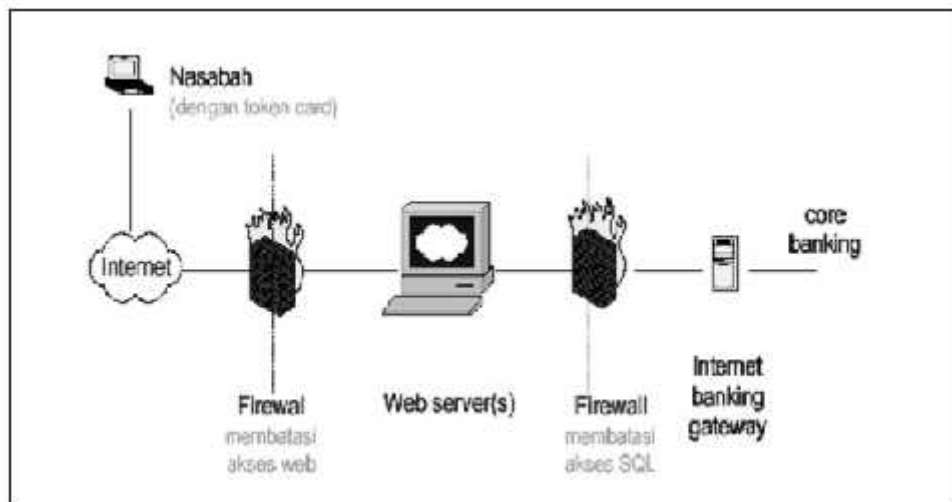 Nasabah
(dengan token card)
Internet
core
banking
Firewal
membatasi
akses web
Web server(s)
Firewall
membatasi
akses SQL
Internet
banking
gateway